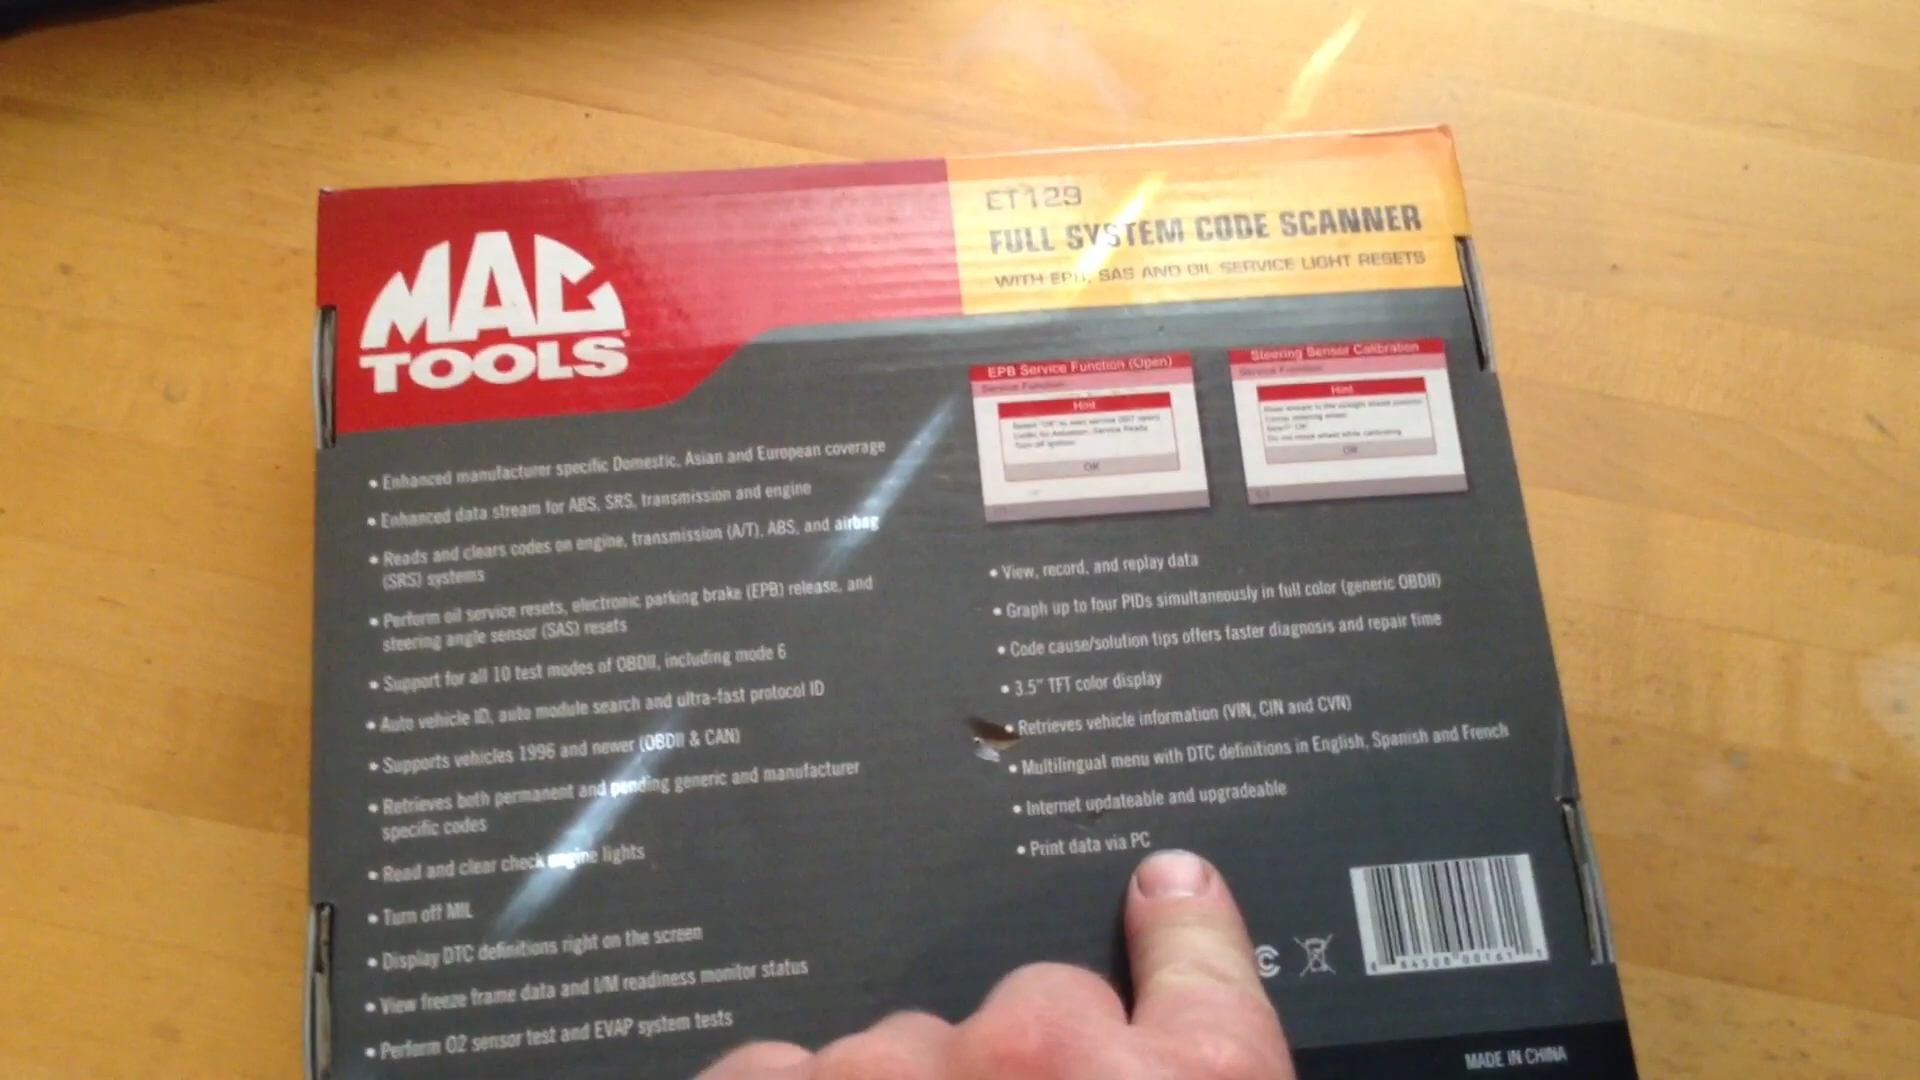 MAC
TOOLS
ET129
FULL SYSTEM CODE SCANNER
WITH EPB, SAS AND OIL SERVICE LIGHT RESETS
EPB Service Function (Open)
Service Function
Hint
OK
Steering Sensor Calibration
Service Function
Hint
Do not move wheel while calibrating
OK
• Enhanced manufacturer specific Domestic, Asian and European coverage
• Enhanced data stream for ABS, SRS, transmission and engine
• Reads and clears codes on engine, transmission (A/T), ABS, and airbag
(SRS) systems
• Perform oil service resets, electronic parking brake (EPB) release, and
steering angle sensor (SAS) resets
• Support for all 10 test modes of OBDII, including mode 6
• Auto vehicle ID, auto module search and ultra-fast protocol ID
• Supports vehicles 1996 and newer (OBDII & CAN)
• Retrieves both permanent and pending generic and manufacturer
specific codes
• Read and clear check engine lights
• Turn off MIL
• Display DTC definitions right on the screen
• View freeze frame data and I/M readiness monitor status
• Perform O2 sensor test and EVAP system tests
• View, record, and replay data
• Graph up to four PIDs simultaneously in full color (generic OBDII)
• Code cause/solution tips offers faster diagnosis and repair time
• 3.5" TFT color display
• Retrieves vehicle information (VIN, CIN and CVN)
• Multilingual menu with DTC definitions in English, Spanish and French
• Internet updateable and upgradeable
• Print data via PC
MADE IN CHINA